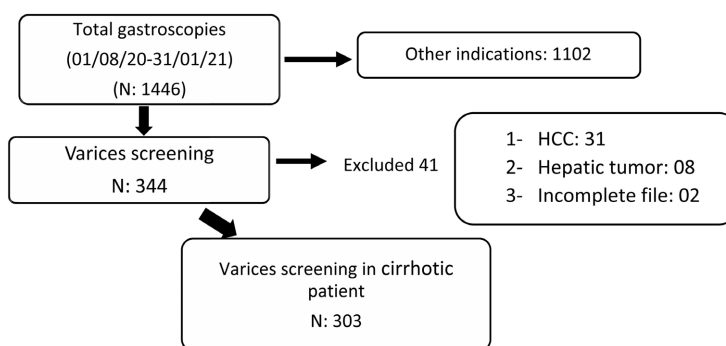 Total gastroscopies
(01/08/20-31/01/21)
(N: 1446)
Other indications: 1102
Varices screening
N: 344
Excluded 41
1- HCC: 31
2- Hepatic tumor: 08
3- Incomplete file: 02
Varices screening in cirrhotic
patient
N: 303